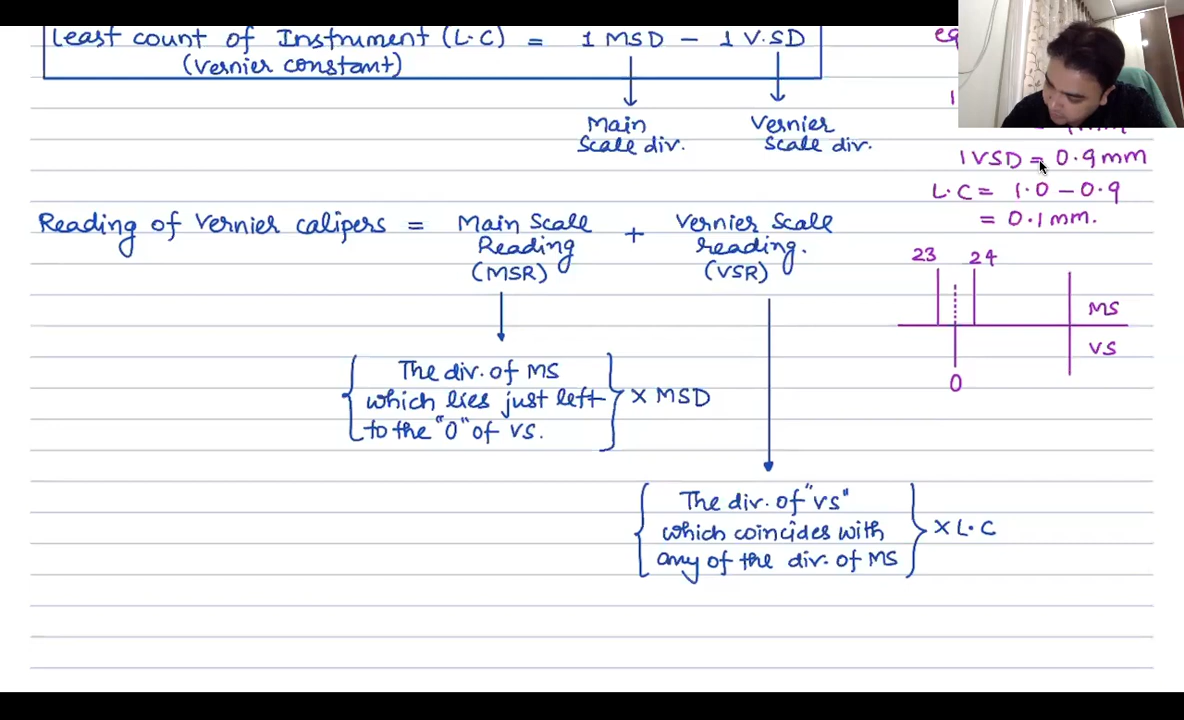 Least count of Instrument (L.C) = 1 MSD - 1 V.SD
(Vernier constant)
Main
Scale div.
Vernier
Scale div.
1VSD = 0.9mm
L.C = 1.0 - 0.9
= 0.1mm.
Reading of Vernier calipers = Main Scale Reading (MSR) + Vernier Scale reading. (VSR)
23 24
MS
VS
0
{The div. of MS
which lies just left
to the "0" of VS.} x MSD
{The div. of "VS"
which coincides with
any of the div. of MS} x L.C